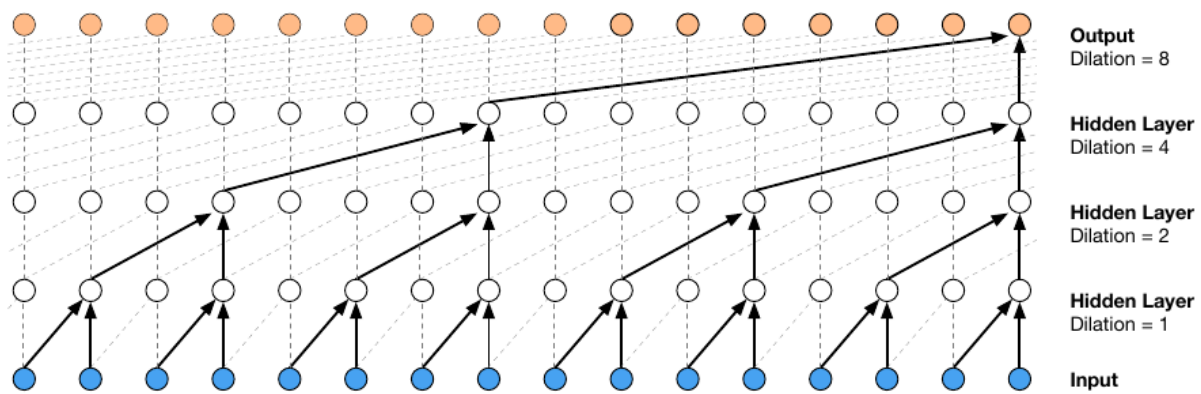 Output
Dilation = 8
Hidden Layer
Dilation = 4
Hidden Layer
Dilation = 2
Hidden Layer
Dilation = 1
Input